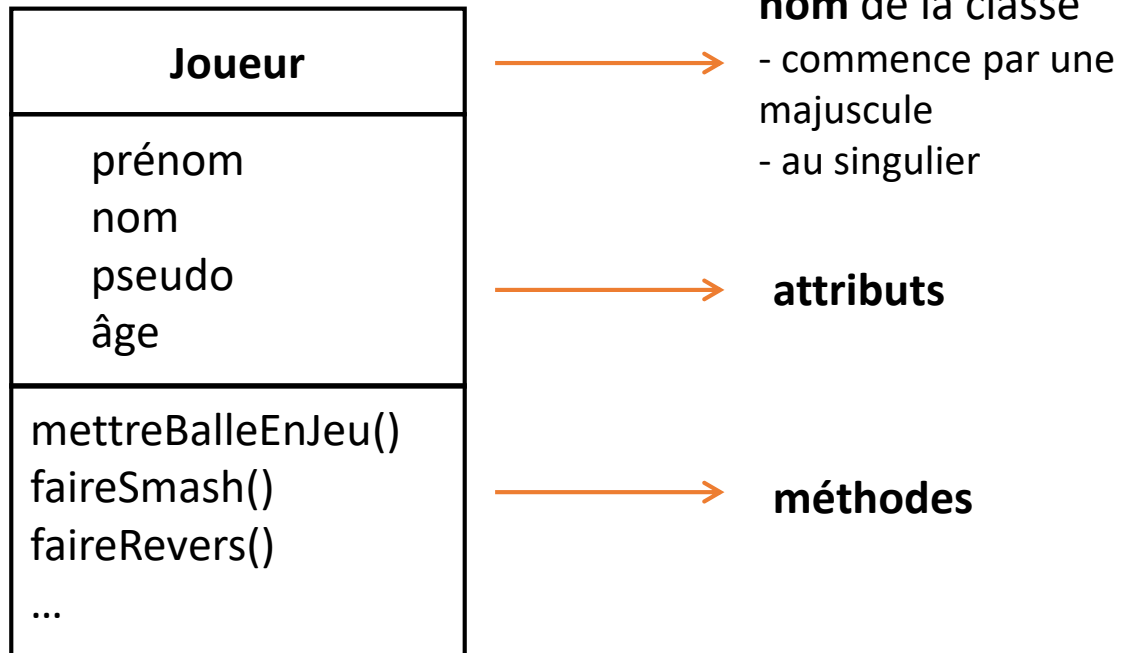 nom de la classe
Joueur
- commence par une
majuscule
- au singulier
prénom
nom
pseudo
âge
attributs
mettreBalleEnJeu()
faireSmash()
faireRevers()
...
méthodes